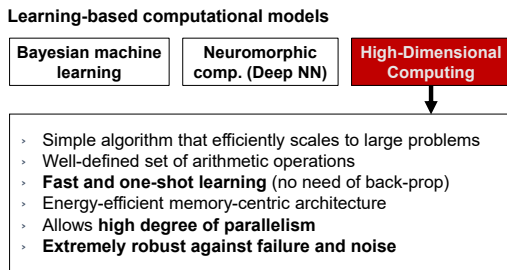 Learning-based computational models
Bayesian machine
learning
Neuromorphic
comp. (Deep NN)
High-Dimensional
Computing
› Simple algorithm that efficiently scales to large problems
› Well-defined set of arithmetic operations
› Fast and one-shot learning (no need of back-prop)
› Energy-efficient memory-centric architecture
› Allows high degree of parallelism
› Extremely robust against failure and noise